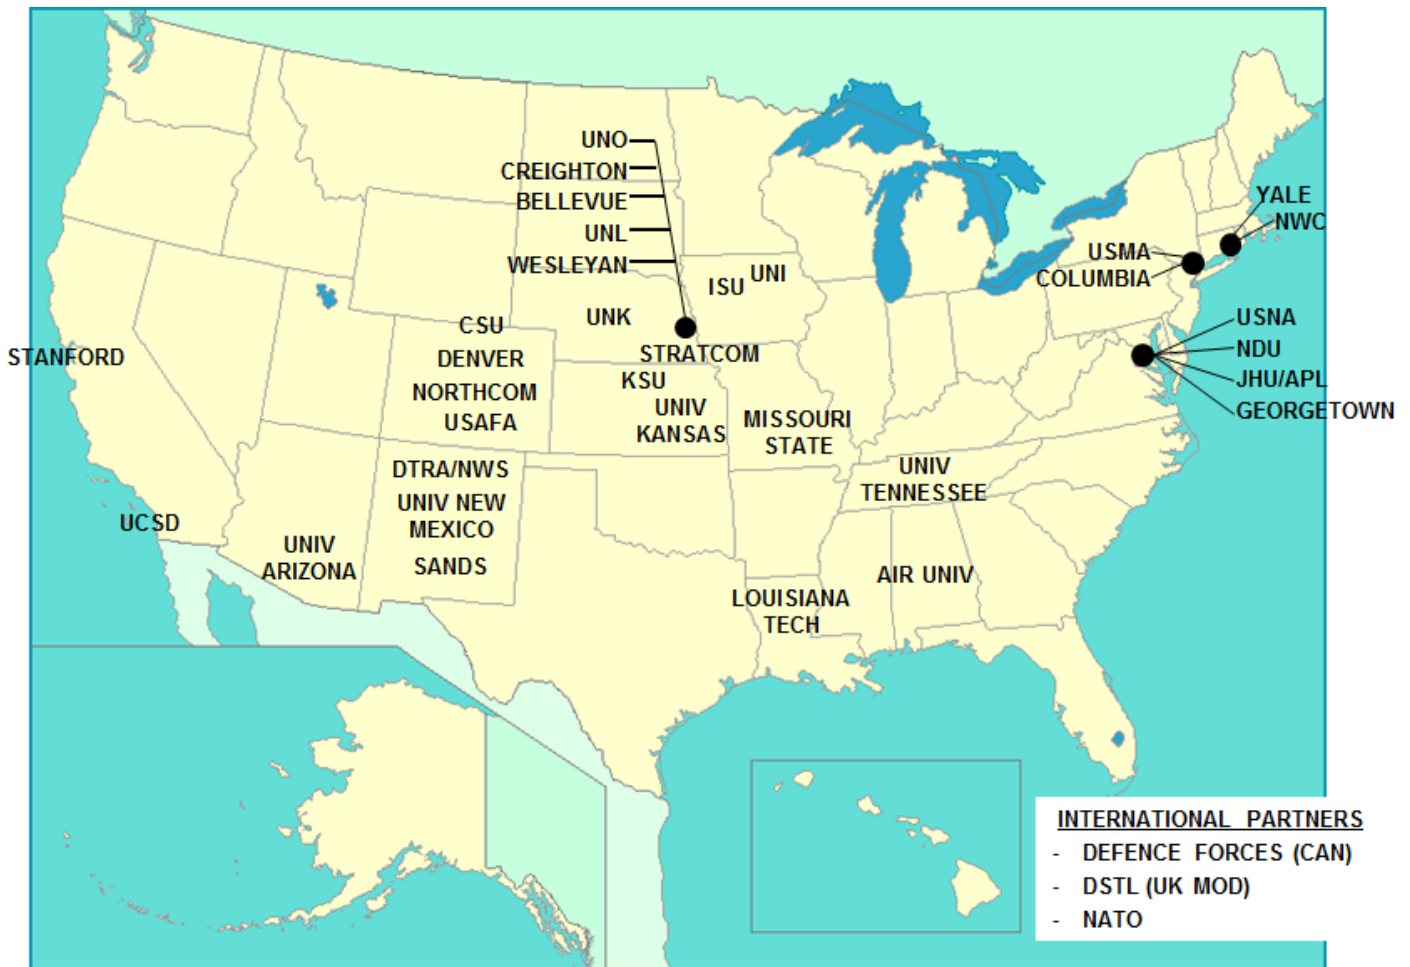 UNO
CREIGHTON
BELLEVUE
UNL
WESLEYAN
YALE
NWC
USMA
COLUMBIA
ISU
UNI
UNK
STRATCOM
USNA
NDU
JHU/APL
GEORGETOWN
STANFORD
CSU
DENVER
NORTHCOM
USAFA
KSU
UNIV
KANSAS
MISSOURI
STATE
DTRA/NWS
UNIV NEW
MEXICO
SANDS
UNIV
TENNESSEE
UCSD
UNIV
ARIZONA
AIR UNIV
LOUISIANA
TECH
INTERNATIONAL PARTNERS
- DEFENCE FORCES (CAN)
- DSTL (UK MOD)
- NATO